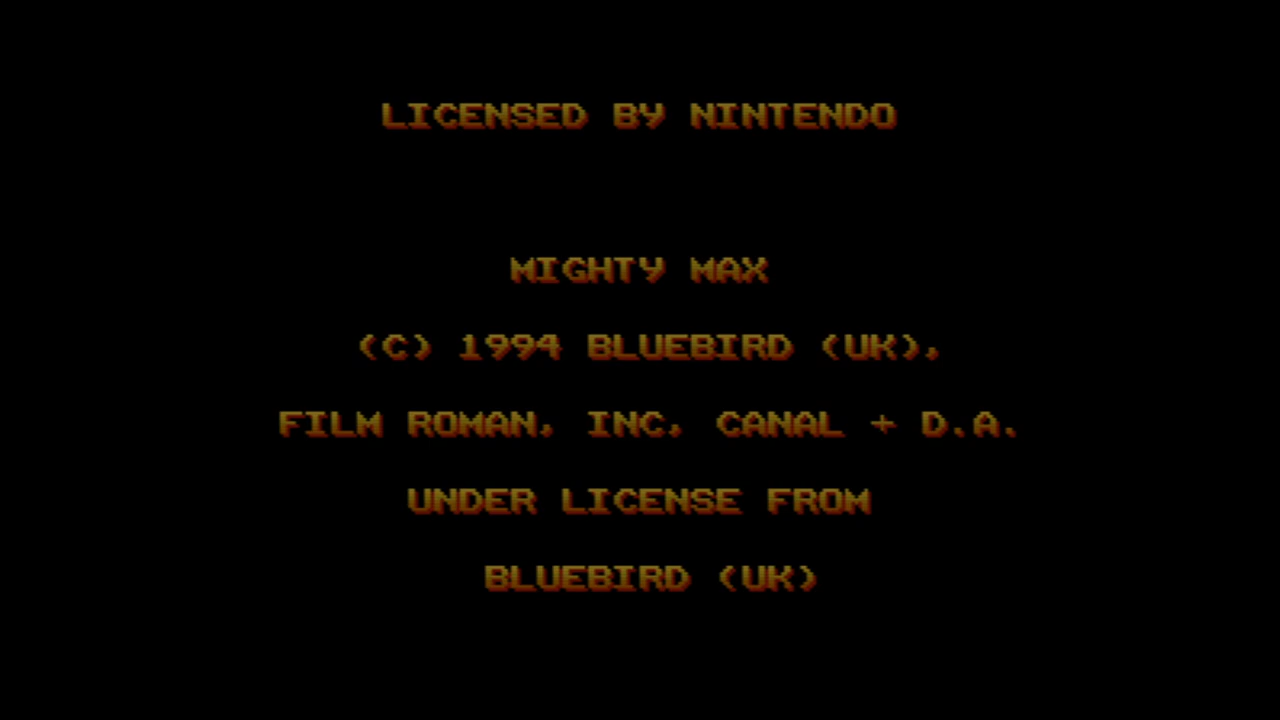 LICENSED BY NINTENDO
MIGHTY MAX
(C) 1994 BLUEBIRD (UK),
FILM ROMAN, INC, CANAL + D.A.
UNDER LICENSE FROM
BLUEBIRD (UK)